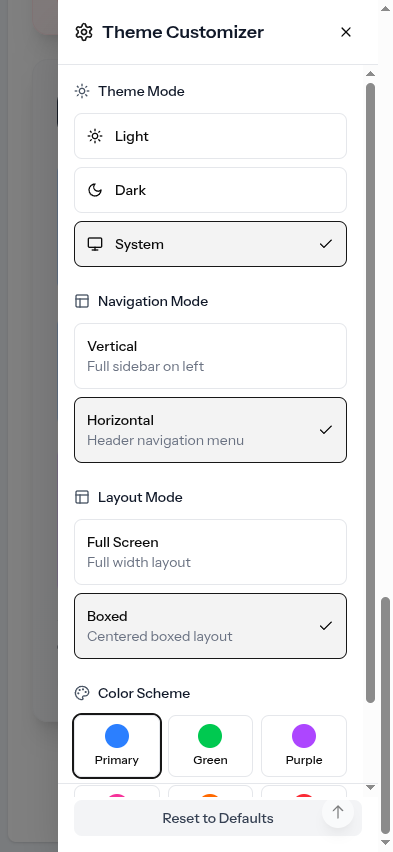 Theme Customizer
Theme Mode
Light
Dark
System
Navigation Mode
Vertical
Full sidebar on left
Horizontal
Header navigation menu
Layout Mode
Full Screen
Full width layout
Boxed
Centered boxed layout
Color Scheme
Primary
Green
Purple
Reset to Defaults